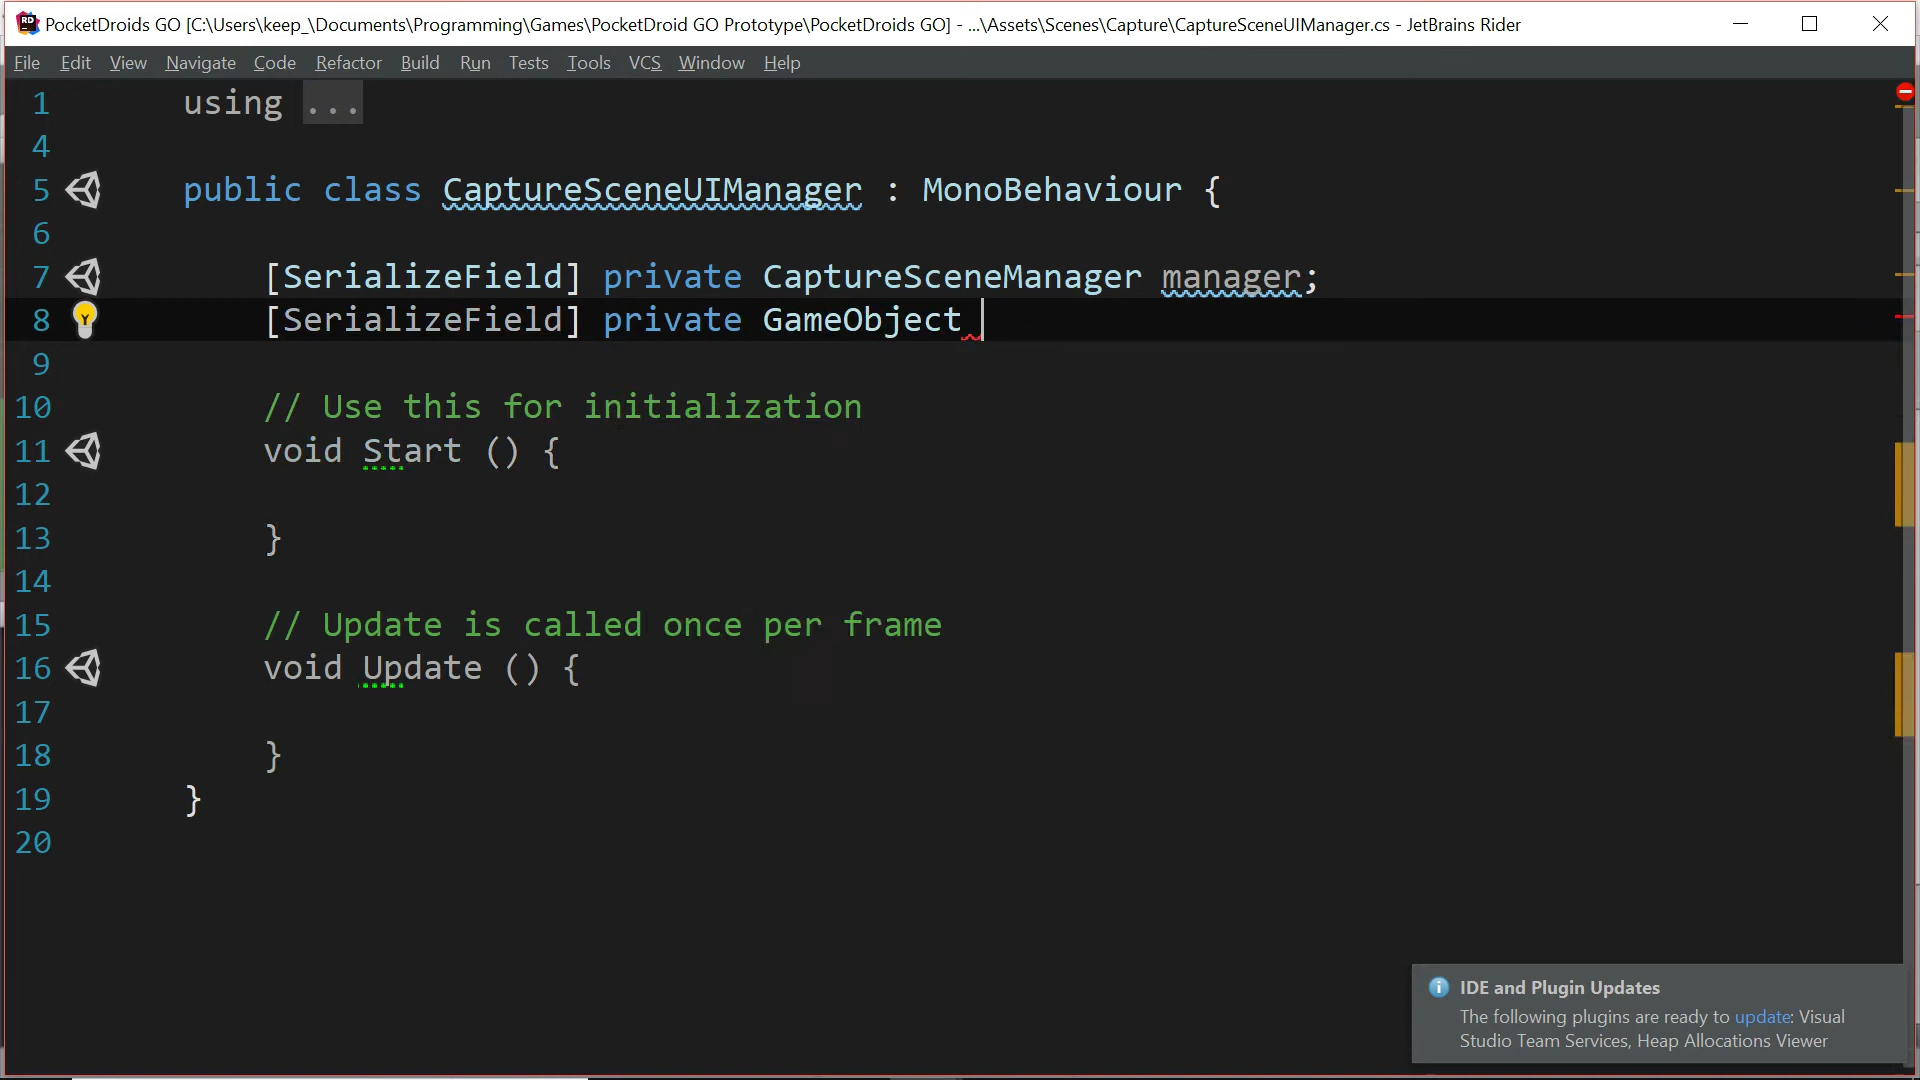 PocketDroids GO [C:\Users\keep_\Documents\Programming\Games\PocketDroid GO Prototype\PocketDroids GO] - ...\Assets\Scenes\Capture\CaptureSceneUIManager.cs - JetBrains Rider
File Edit View Navigate Code Refactor Build Run Tests Tools VCS Window Help
1 using ...
4
5 public class CaptureSceneUIManager : MonoBehaviour {
6
7 [SerializeField] private CaptureSceneManager manager;
8 [SerializeField] private GameObject
9
10 // Use this for initialization
11 void Start () {
12
13 }
14
15 // Update is called once per frame
16 void Update () {
17
18 }
19 }
20
IDE and Plugin Updates
The following plugins are ready to update: Visual
Studio Team Services, Heap Allocations Viewer